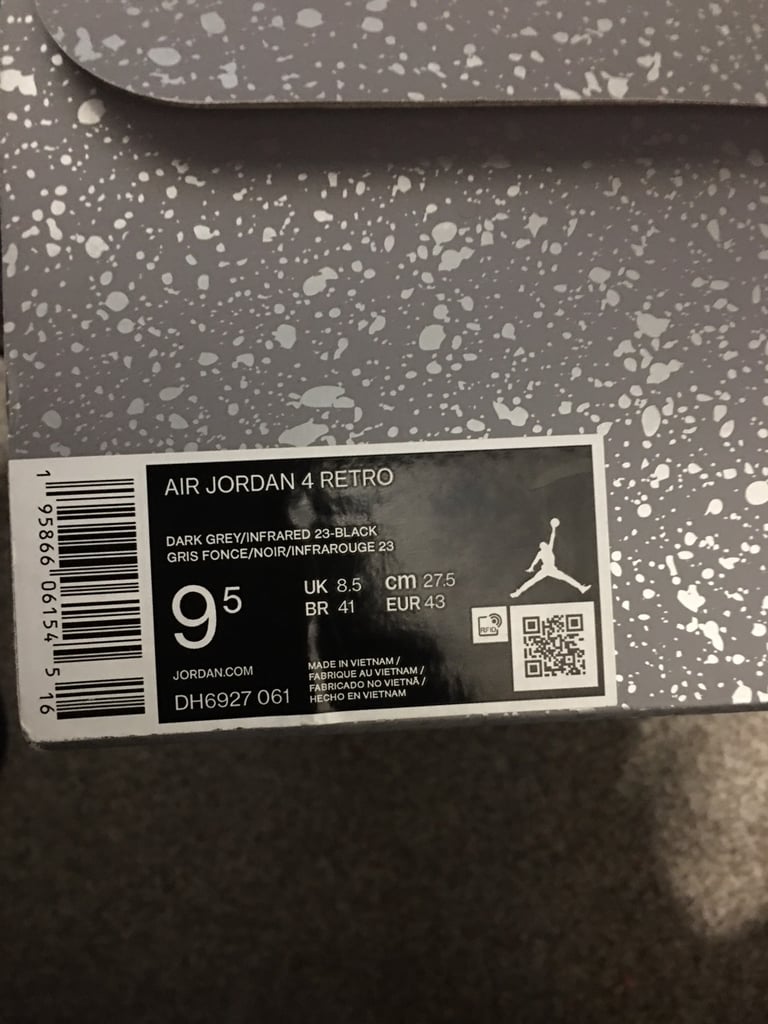 AIR JORDAN 4 RETRO
DARK GREY/INFRARED 23-BLACK
GRIS FONCE/NOIR/INFRAROUGE 23
9 5
UK 8.5 cm 27.5
BR 41 EUR 43
RFID
JORDAN.COM
DH6927 061
MADE IN VIETNAM /
FABRIQUE AU VIETNAM /
FABRICADO NO VIETNÃ /
HECHO EN VIETNAM
1 95866 06154 5 16